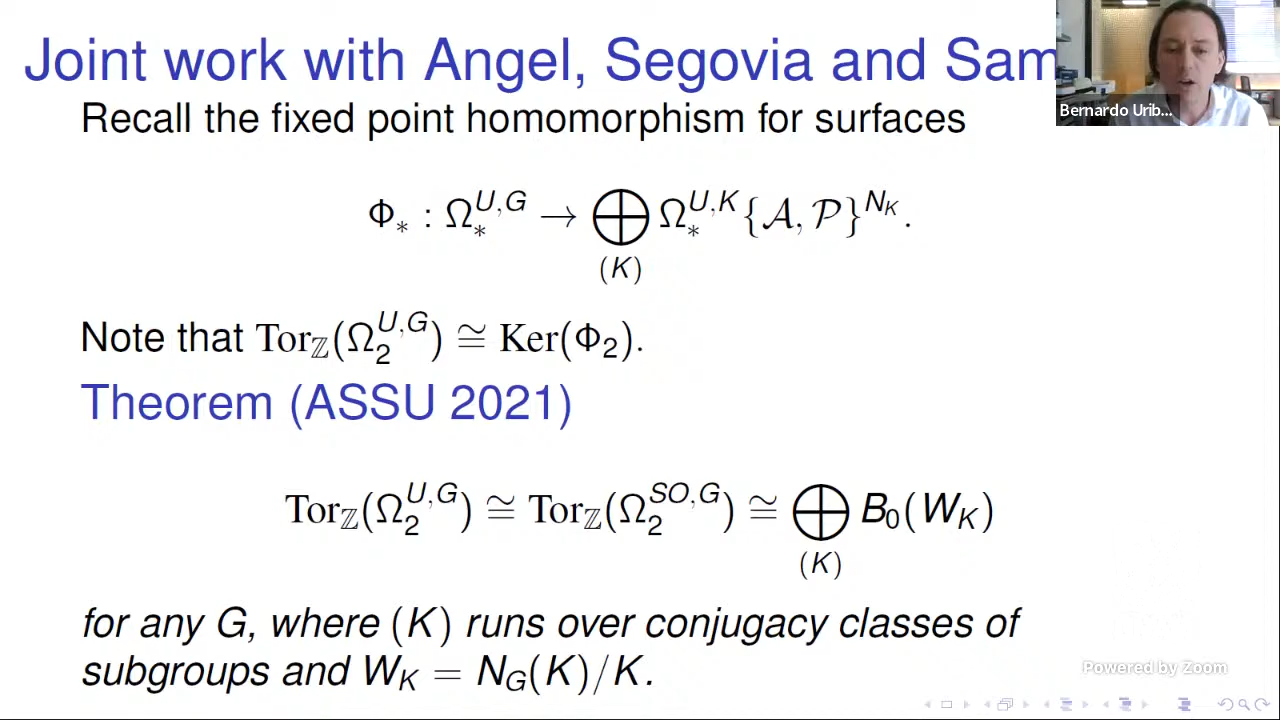 Joint work with Angel, Segovia and Sam
Bernardo Urib...
Recall the fixed point homomorphism for surfaces
Φ_* : Ω_*^{U,G} → ⨁_{(K)} Ω_*^{U,K}{𝒜, 𝒫}^{N_K}.
Note that Tor_ℤ(Ω_2^{U,G}) ≅ Ker(Φ_2).
Theorem (ASSU 2021)
Tor_ℤ(Ω_2^{U,G}) ≅ Tor_ℤ(Ω_2^{SO,G}) ≅ ⨁_{(K)} B_0(W_K)
for any G, where (K) runs over conjugacy classes of
subgroups and W_K = N_G(K)/K.
Powered by Zoom